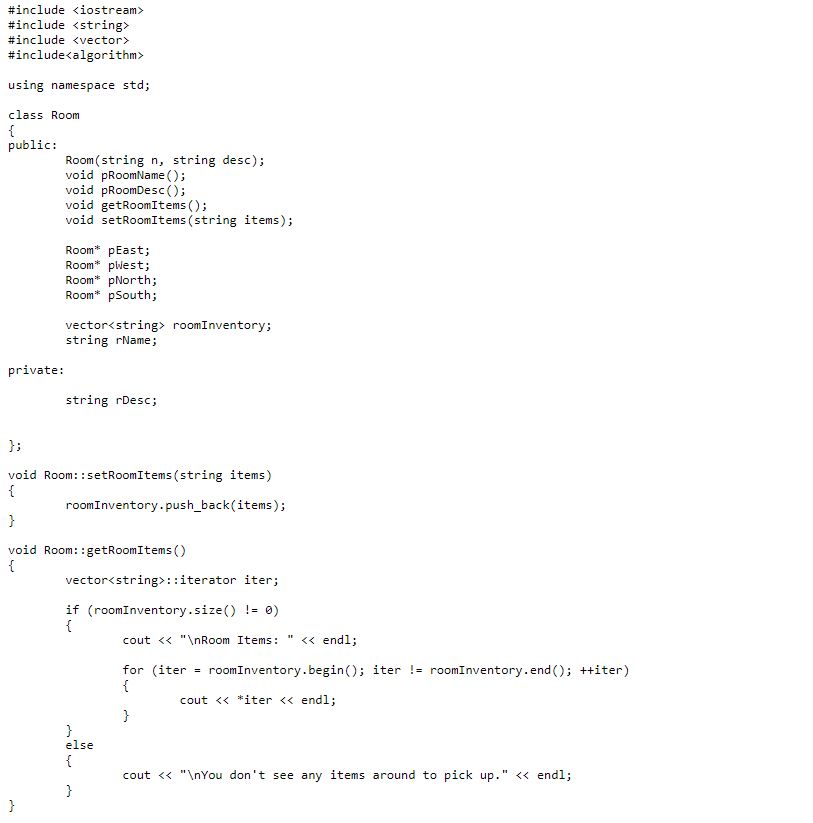 #include <iostream>
#include <string>
#include <vector>
#include<algorithm>

using namespace std;

class Room
{
public:
        Room(string n, string desc);
        void pRoomName();
        void pRoomDesc();
        void getRoomItems();
        void setRoomItems(string items);

        Room* pEast;
        Room* pWest;
        Room* pNorth;
        Room* pSouth;

        vector<string> roomInventory;
        string rName;

private:

        string rDesc;


};

void Room::setRoomItems(string items)
{
        roomInventory.push_back(items);
}

void Room::getRoomItems()
{
        vector<string>::iterator iter;

        if (roomInventory.size() != 0)
        {
                cout << "\nRoom Items: " << endl;

                for (iter = roomInventory.begin(); iter != roomInventory.end(); ++iter)
                {
                        cout << *iter << endl;
                }
        }
        else
        {
                cout << "\nYou don't see any items around to pick up." << endl;
        }
}